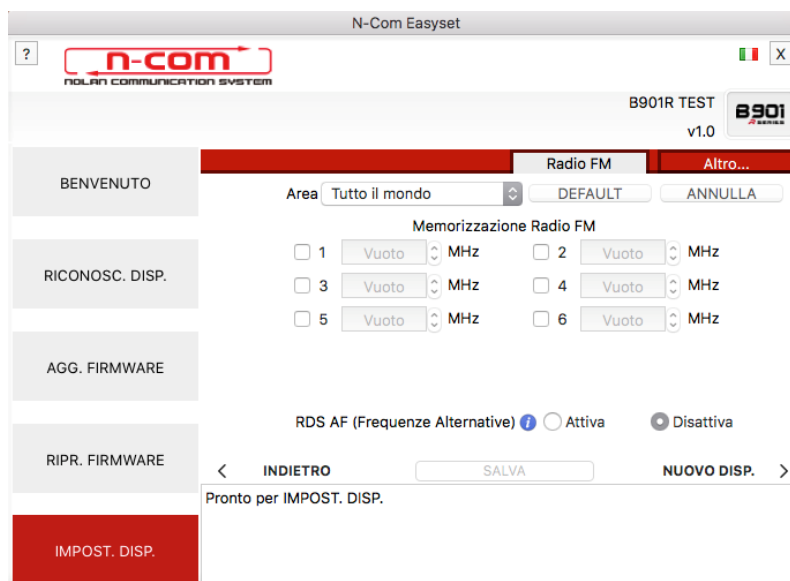 N-Com Easyset
?
X
n-com
NOLAN COMMUNICATION SYSTEM
B901R TEST
v1.0
B901
R SERIES
BENVENUTO
RICONOSC. DISP.
AGG. FIRMWARE
RIPR. FIRMWARE
IMPOST. DISP.
Radio FM Altro...
Area Tutto il mondo DEFAULT ANNULLA
Memorizzazione Radio FM
1 Vuoto MHz 2 Vuoto MHz
3 Vuoto MHz 4 Vuoto MHz
5 Vuoto MHz 6 Vuoto MHz
RDS AF (Frequenze Alternative) i Attiva Disattiva
< INDIETRO SALVA NUOVO DISP. >
Pronto per IMPOST. DISP.